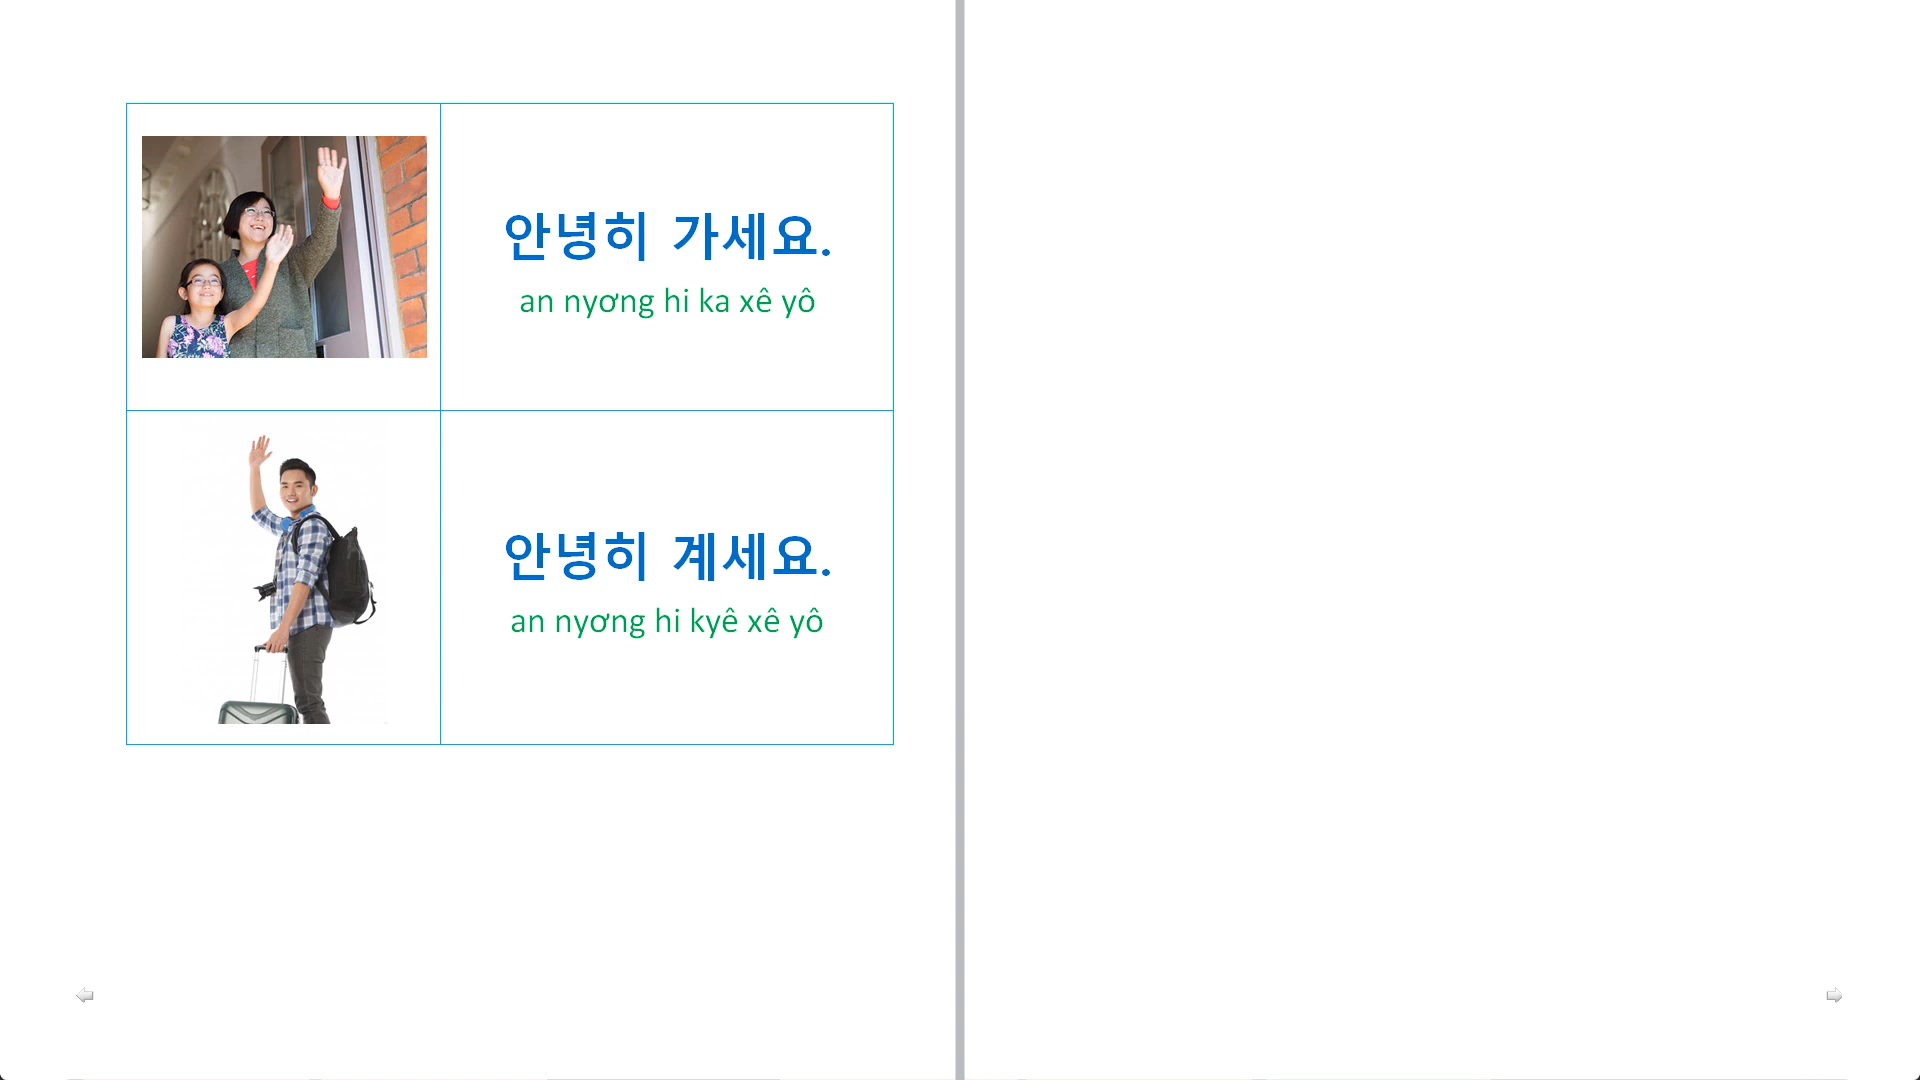 안녕히 가세요.
an nyơng hi ka xê yô
안녕히 계세요.
an nyơng hi kyê xê yô